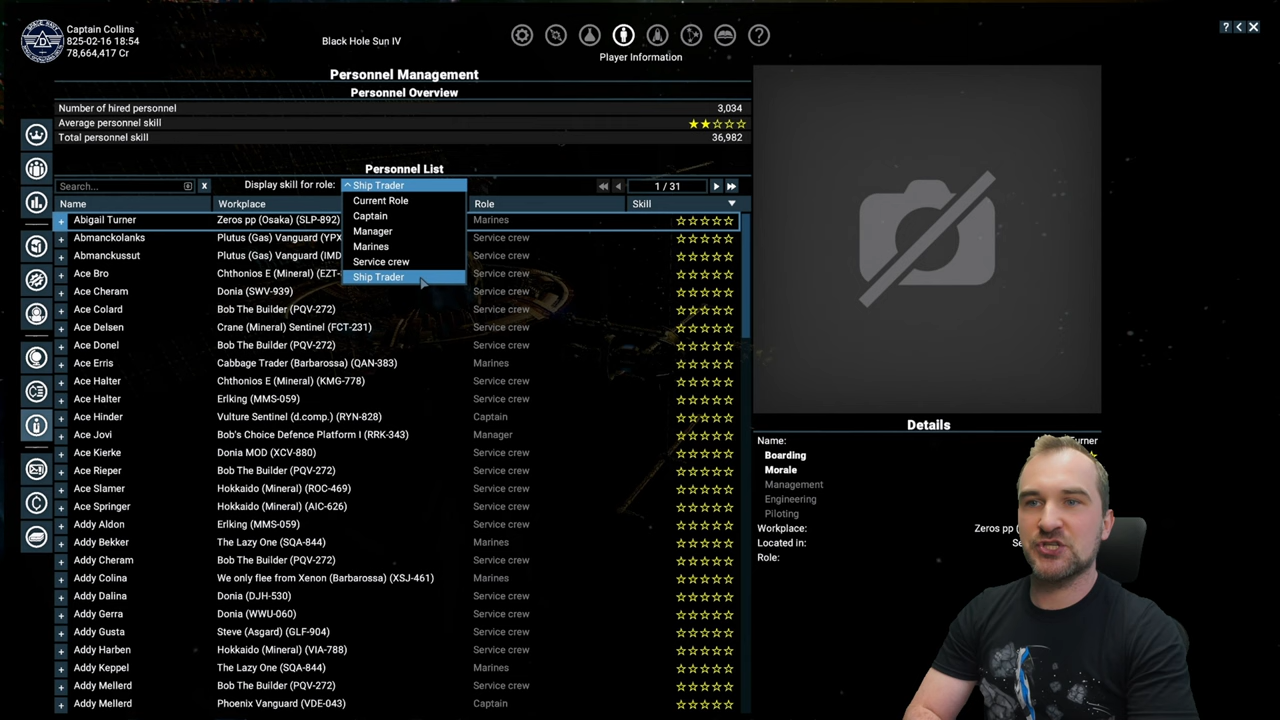 Captain Collins
825-02-16 18:54
78,664,417 Cr
Black Hole Sun IV
Player Information
Personnel Management
Personnel Overview
Number of hired personnel 3,034
Average personnel skill
Total personnel skill 36,982
Personnel List
Search... x Display skill for role: Ship Trader 1 / 31
Current Role
Captain
Manager
Marines
Service crew
Ship Trader
Name Workplace Role Skill
+ Abigail Turner Zeros pp (Osaka) (SLP-892) Marines
+ Abmanckolanks Plutus (Gas) Vanguard (YPX Service crew
+ Abmanckussut Plutus (Gas) Vanguard (IMD Service crew
+ Ace Bro Chthonios E (Mineral) (EZT- Service crew
+ Ace Cheram Donia (SWV-939) Service crew
+ Ace Colard Bob The Builder (PQV-272) Service crew
+ Ace Delsen Crane (Mineral) Sentinel (FCT-231) Service crew
+ Ace Donel Bob The Builder (PQV-272) Service crew
+ Ace Erris Cabbage Trader (Barbarossa) (QAN-383) Marines
+ Ace Halter Chthonios E (Mineral) (KMG-778) Service crew
+ Ace Halter Erlking (MMS-059) Service crew
+ Ace Hinder Vulture Sentinel (d.comp.) (RYN-828) Captain
+ Ace Jovi Bob's Choice Defence Platform I (RRK-343) Manager
+ Ace Kierke Donia MOD (XCV-880) Service crew
+ Ace Rieper Bob The Builder (PQV-272) Service crew
+ Ace Slamer Hokkaido (Mineral) (ROC-469) Service crew
+ Ace Springer Hokkaido (Mineral) (AIC-626) Service crew
+ Addy Aldon Erlking (MMS-059) Service crew
+ Addy Bekker The Lazy One (SQA-844) Service crew
+ Addy Cheram Bob The Builder (PQV-272) Service crew
+ Addy Colina We only flee from Xenon (Barbarossa) (XSJ-461) Marines
+ Addy Dalina Donia (DJH-530) Service crew
+ Addy Gerra Donia (WWU-060) Service crew
+ Addy Gusta Steve (Asgard) (GLF-904) Service crew
+ Addy Harben Hokkaido (Mineral) (VIA-788) Service crew
+ Addy Keppel The Lazy One (SQA-844) Marines
+ Addy Mellerd Bob The Builder (PQV-272) Service crew
+ Addy Mellerd Phoenix Vanguard (VDE-043) Captain
Details
Name: urner
Boarding
Morale
Management
Engineering
Piloting
Workplace: Zeros pp (
Located in: Se
Role: